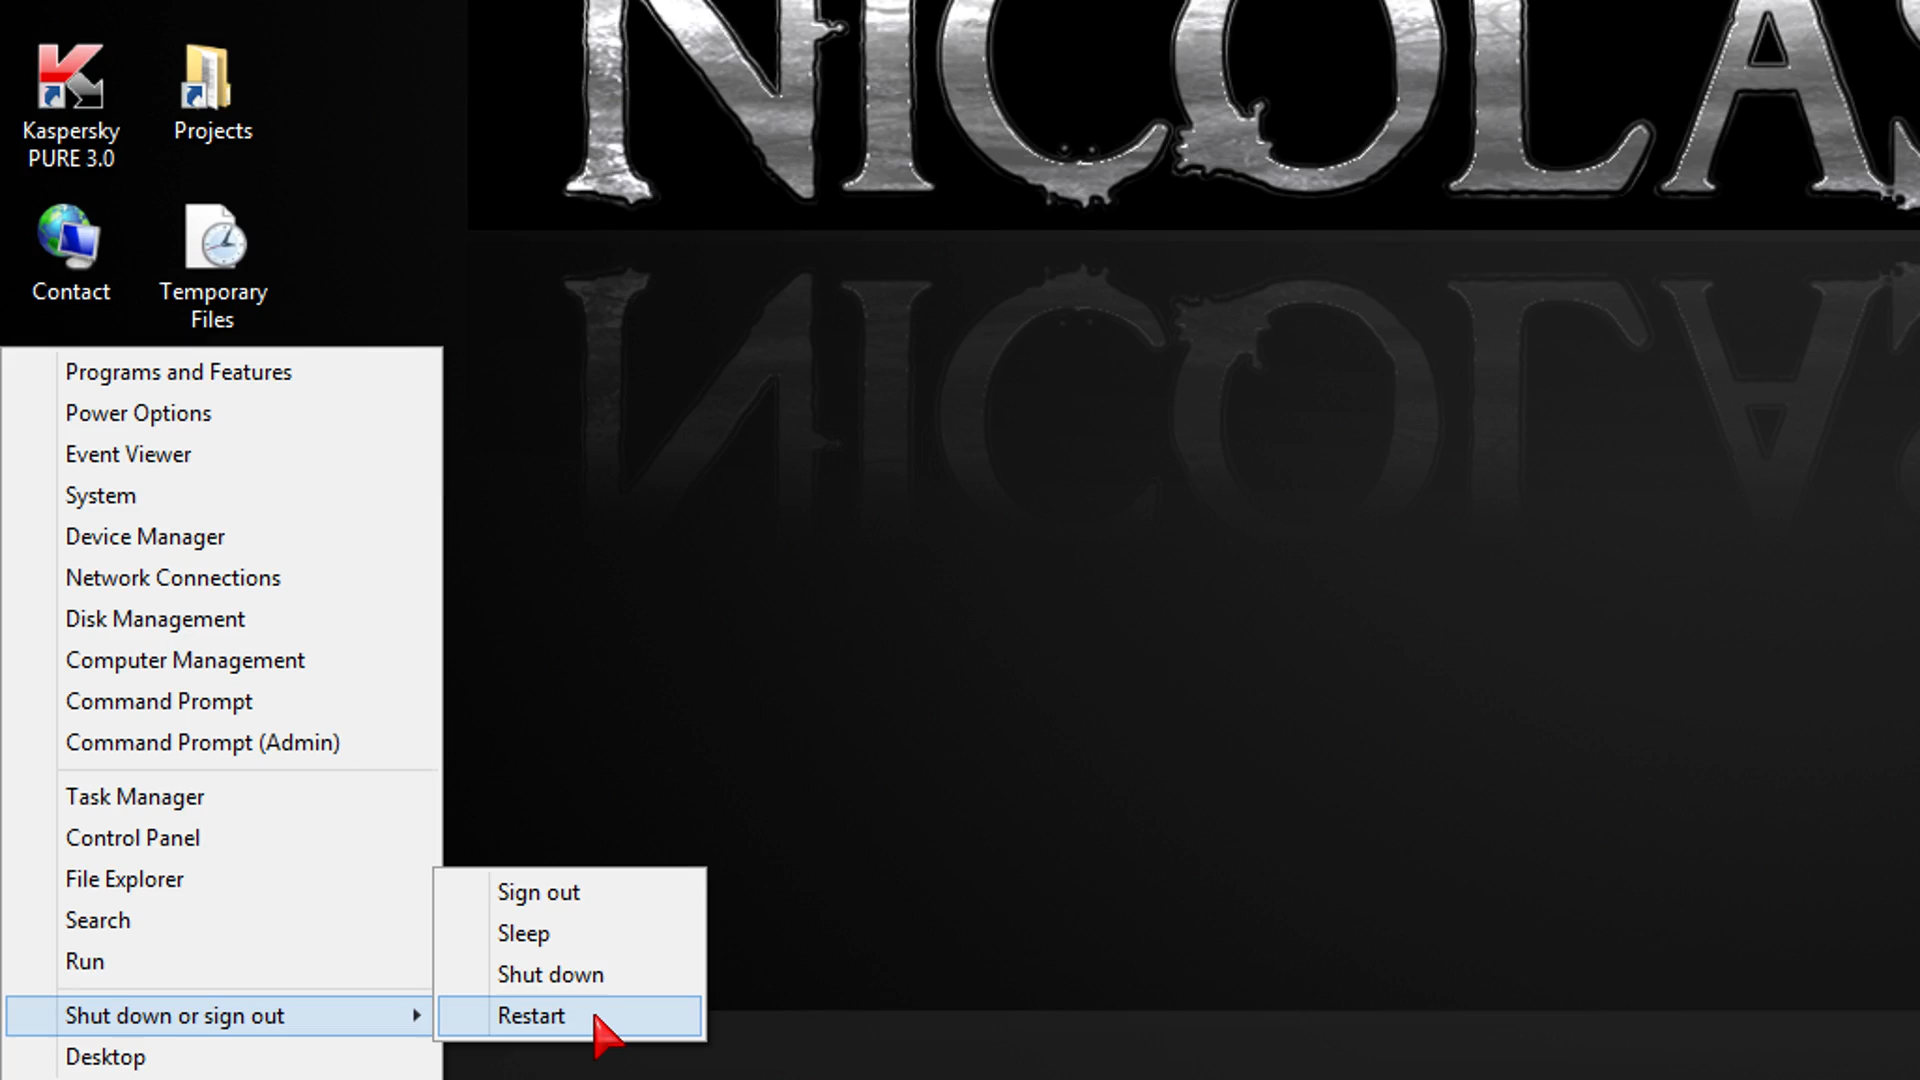 NICOLAS
Kaspersky
PURE 3.0
Projects
Contact
Temporary
Files
Programs and Features
Power Options
Event Viewer
System
Device Manager
Network Connections
Disk Management
Computer Management
Command Prompt
Command Prompt (Admin)
Task Manager
Control Panel
File Explorer
Search
Run
Shut down or sign out
Desktop
Sign out
Sleep
Shut down
Restart